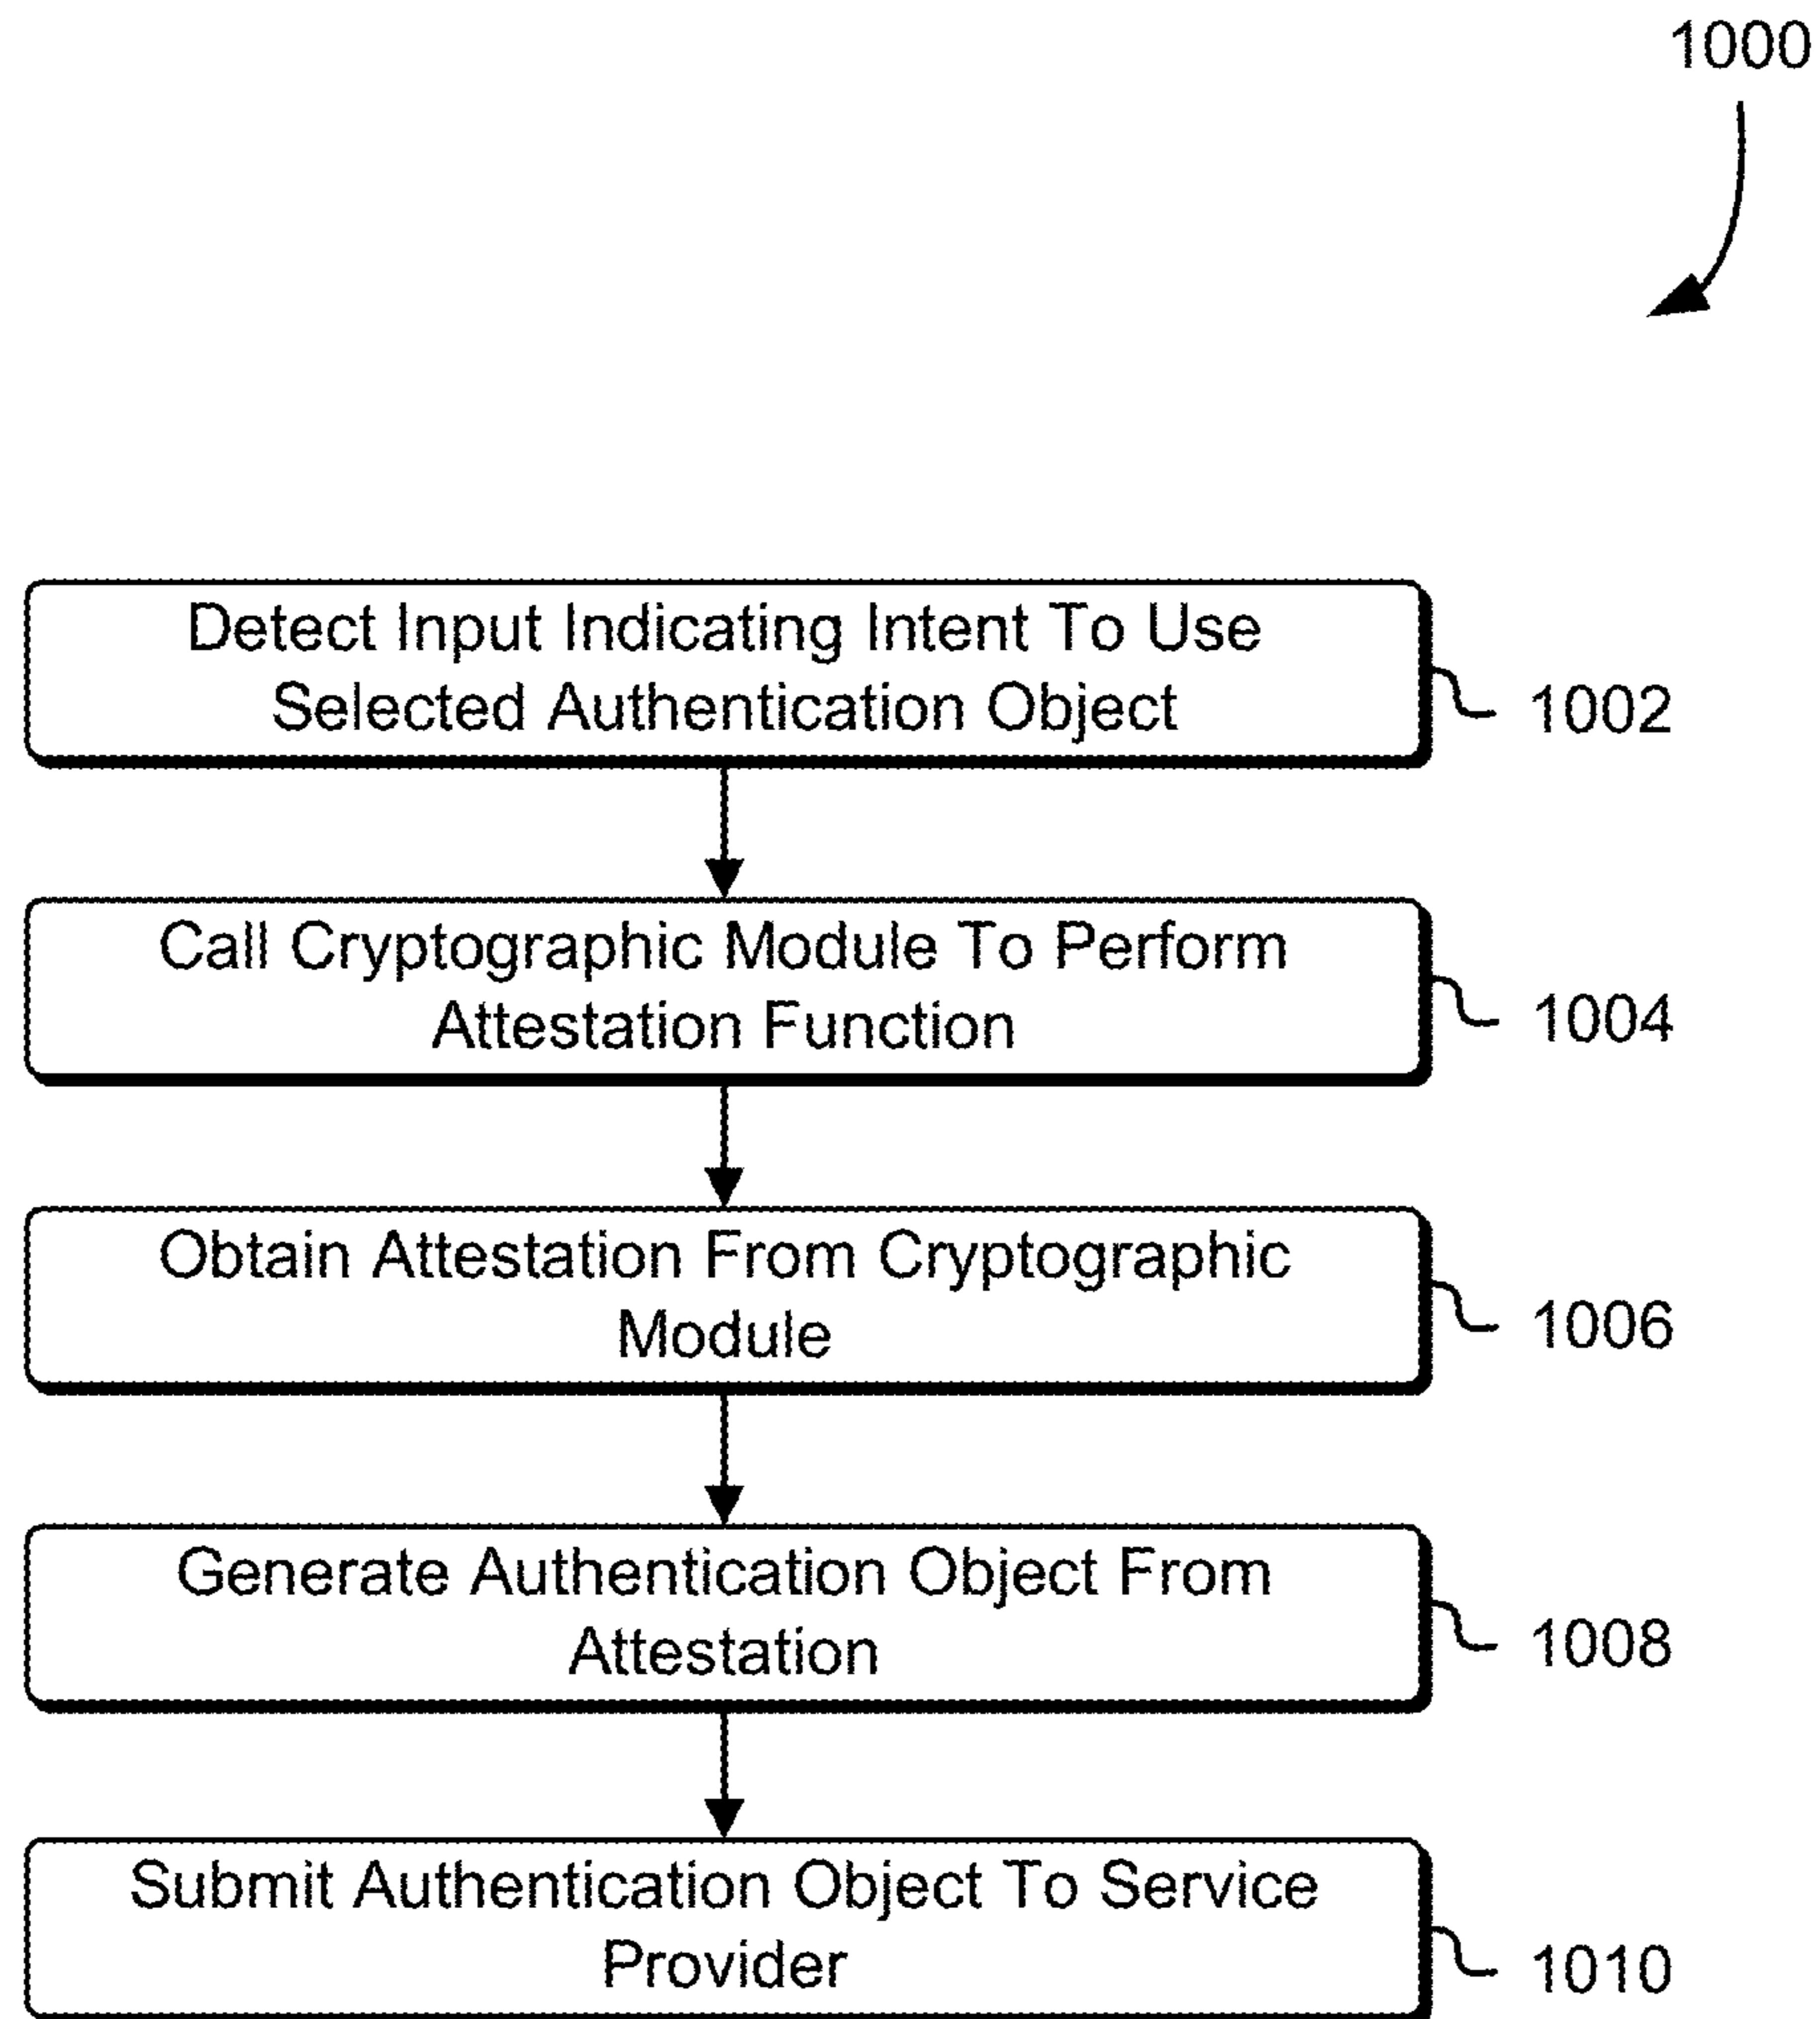 1000
Detect Input Indicating Intent To Use
Selected Authentication Object
1002
Call Cryptographic Module To Perform
Attestation Function
1004
Obtain Attestation From Cryptographic
Module
1006
Generate Authentication Object From
Attestation
1008
Submit Authentication Object To Service
Provider
1010